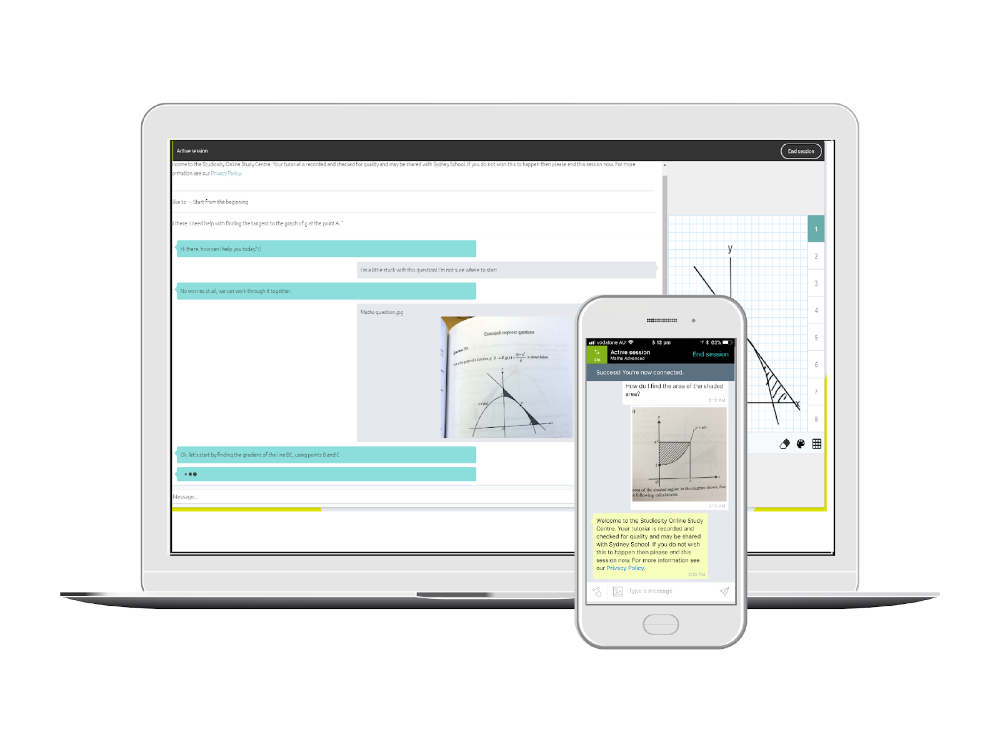 Active session
End session
elcome to the Studiosity Online Study Centre. Your tutorial is recorded and checked for quality and may be shared with Sydney School. If you do not wish this to happen then please end this session now. For more
ormation see our Privacy Policy.
like to — Start from the beginning
i there, I need help with finding the tangent to the graph of g at the point A. "
Hi there, how can I help you today? :)
I'm a little stuck with this question! I'm not sure where to start
No worries at all, we can work through it together.
Maths-question.jpg
Extended-response questions
Question
of the graph of a function g: R → R, g(x) = 16-x²/4 is shown below.
y
y = g(x)
x
O
Ok, let's start by finding the gradient of the line BC, using points B and C
Message...
y
x
1
2
3
4
5
6
7
8
vodafone AU
3:13 pm
63%
0m
Active session
Maths Advanced
End session
Success! You're now connected.
How do I find the area of the shaded
area?
3:12 PM
y
1
O
1
x
area of the shaded region in the diagram shown, four
e following calculations.
3:12 PM
Welcome to the Studiosity Online Study
Centre. Your tutorial is recorded and
checked for quality and may be shared
with Sydney School. If you do not wish
this to happen then please end this
session now. For more information see
our Privacy Policy.
3:13 PM
Type a message